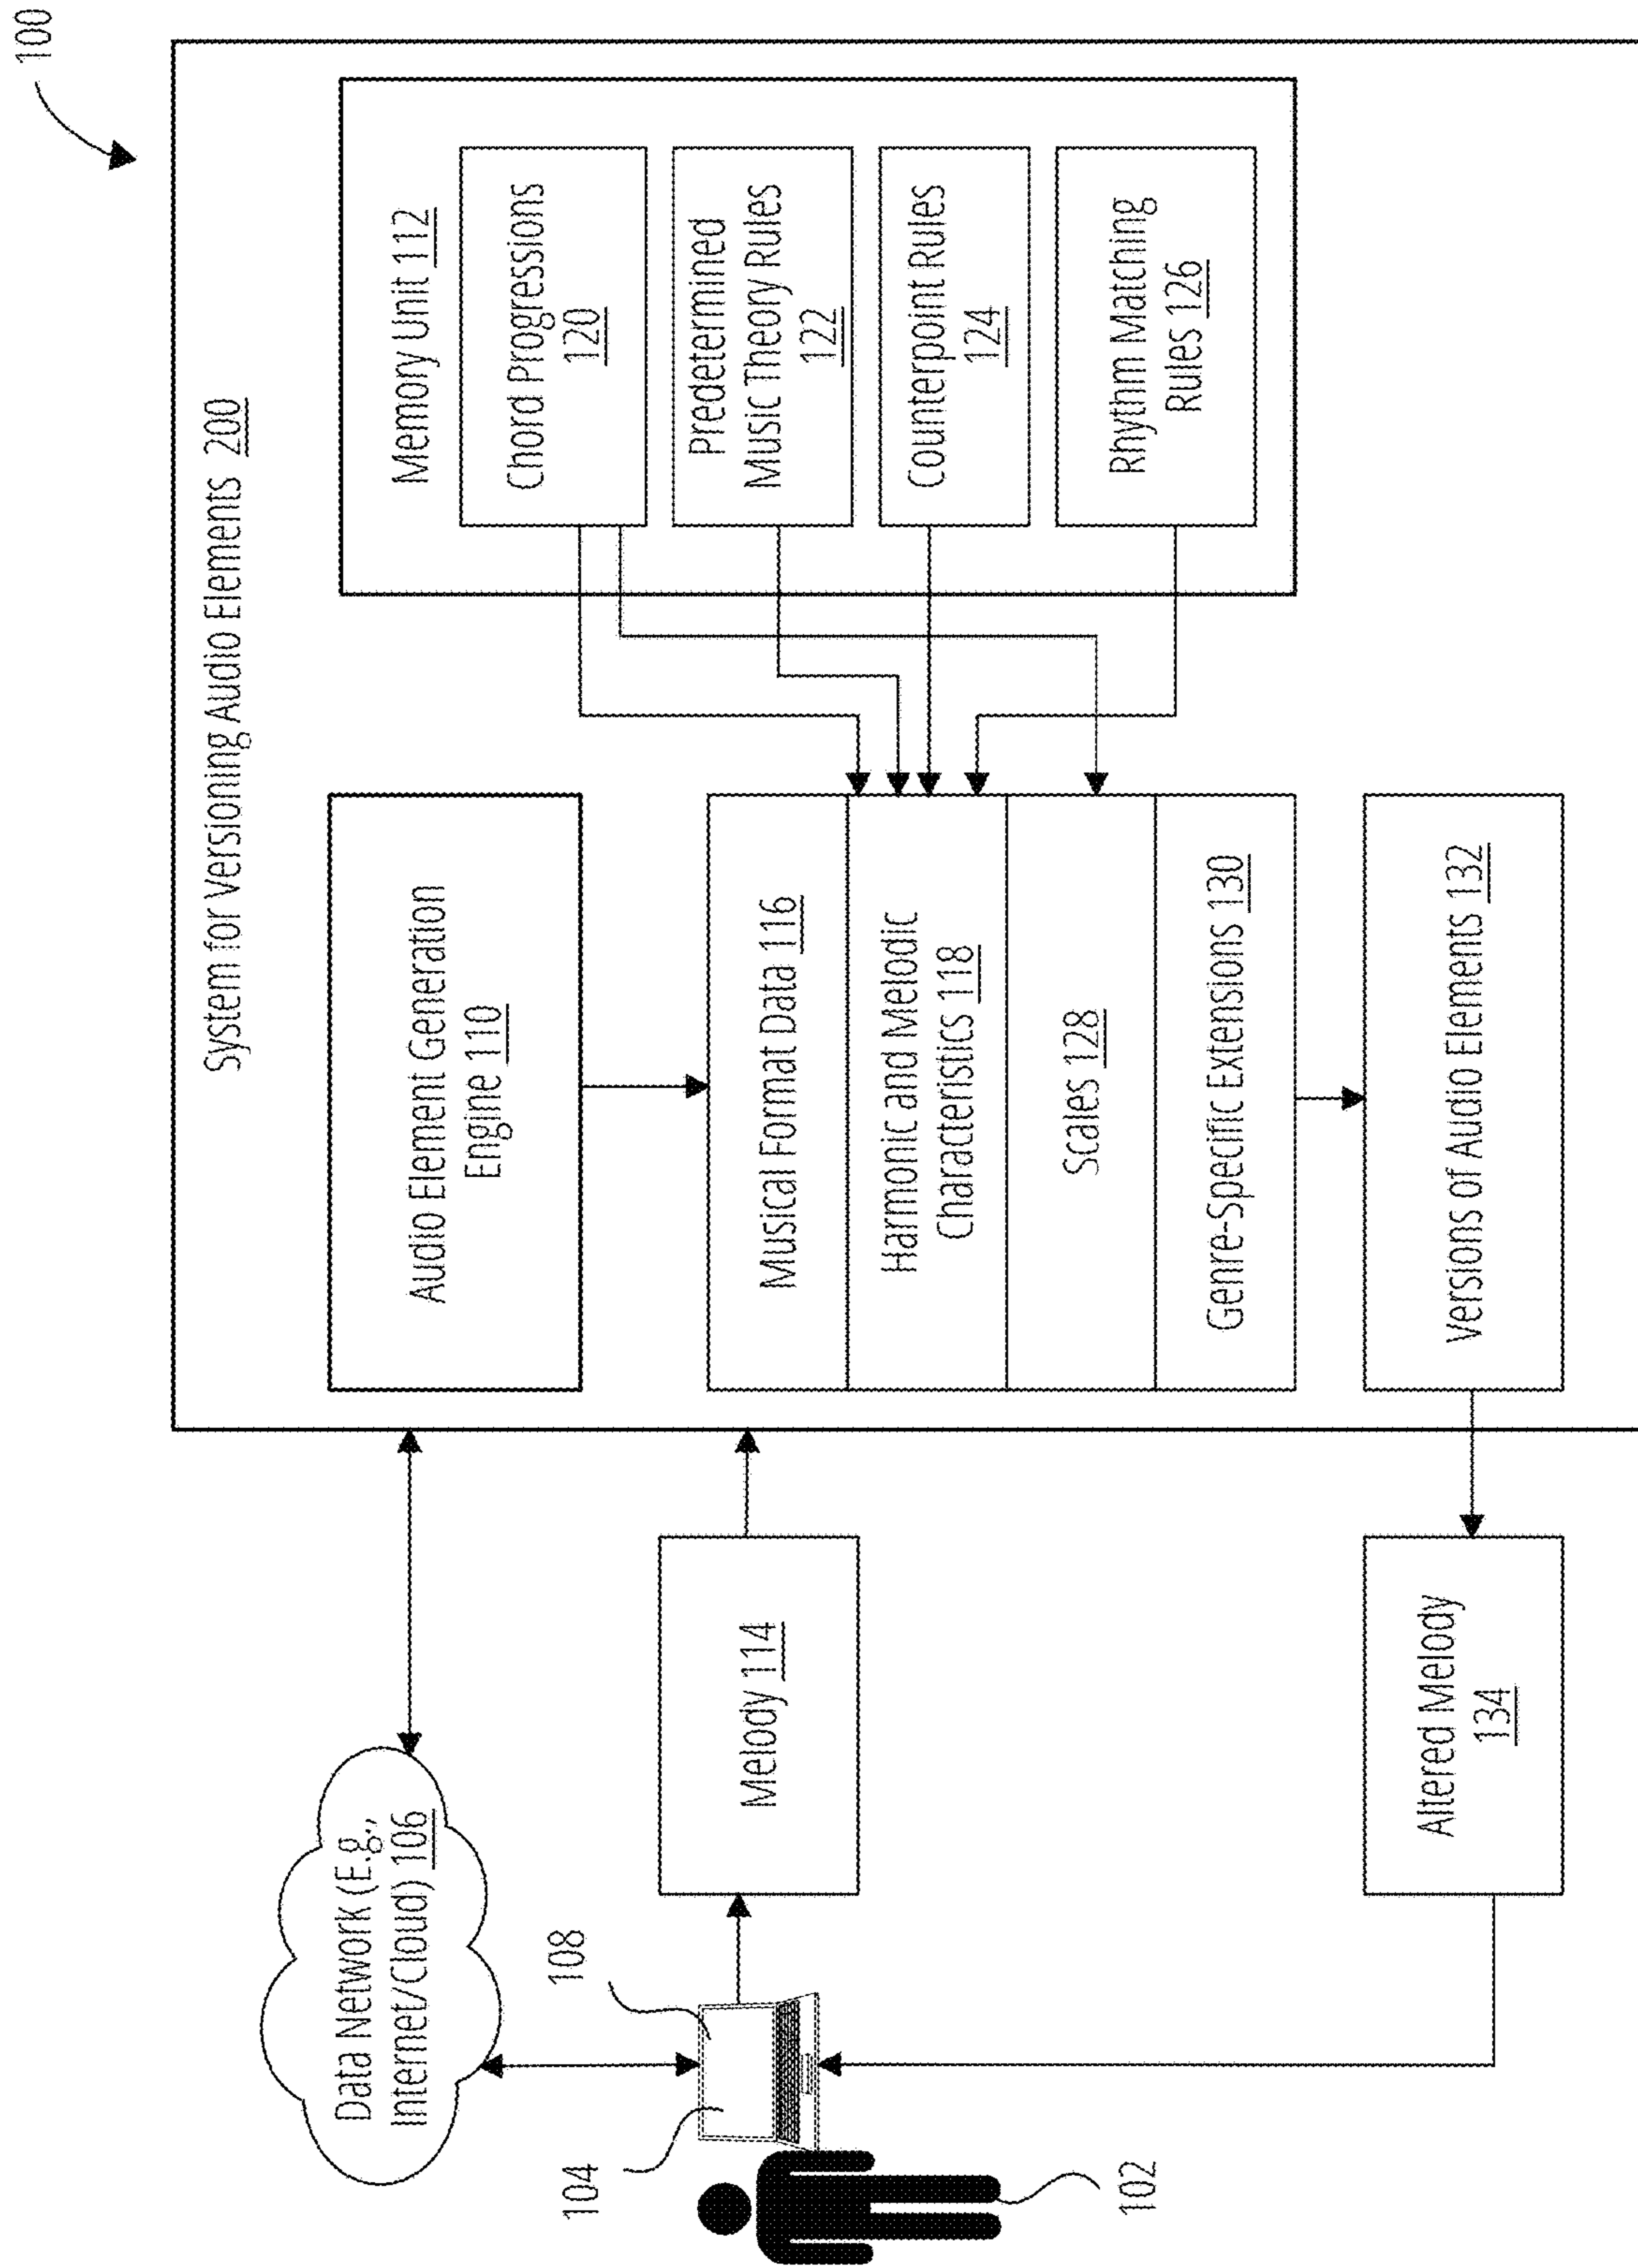 100
System for Versioning Audio Elements 200
Data Network (E.g.,
Internet/Cloud) 106
104
108
102
Melody 114
Altered Melody
134
Audio Element Generation
Engine 110
Musical Format Data 116
Harmonic and Melodic
Characteristics 118
Scales 128
Genre-Specific Extensions 130
Versions of Audio Elements 132
Memory Unit 112
Chord Progressions
120
Predetermined
Music Theory Rules
122
Counterpoint Rules
124
Rhythm Matching
Rules 126